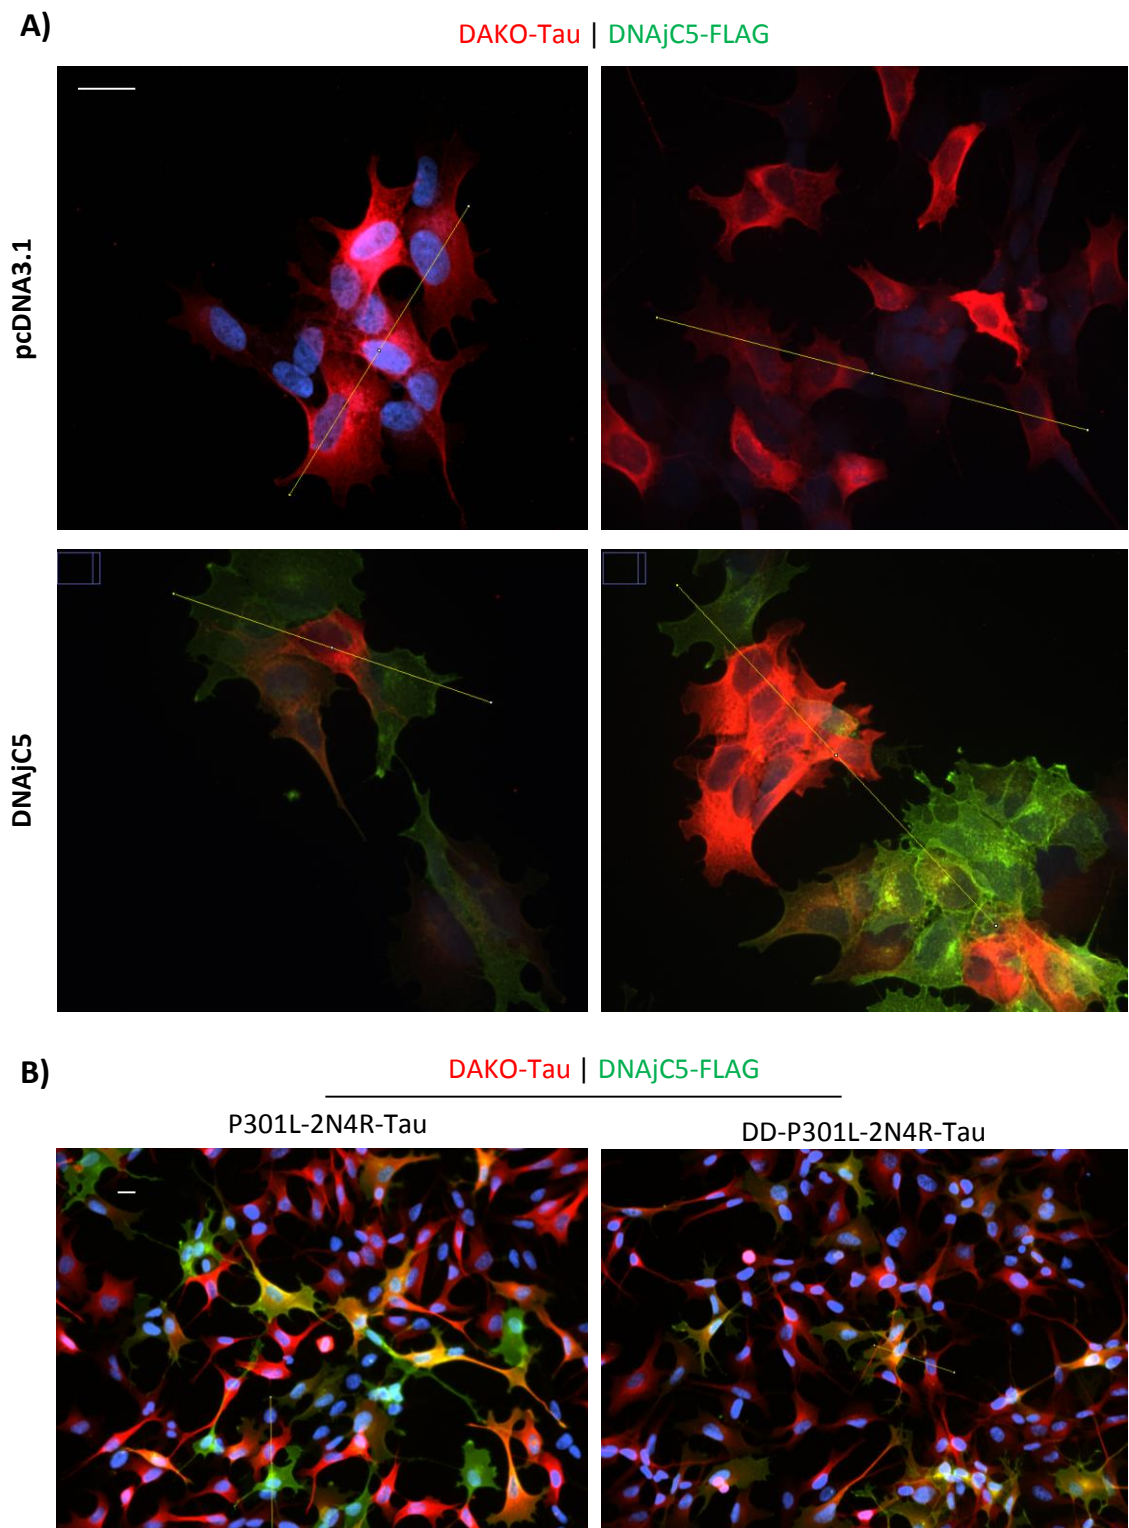 A)
DAKO-Tau | DNAjC5-FLAG
pcDNA3.1
DNAjC5
B)
DAKO-Tau | DNAjC5-FLAG
P301L-2N4R-Tau
DD-P301L-2N4R-Tau